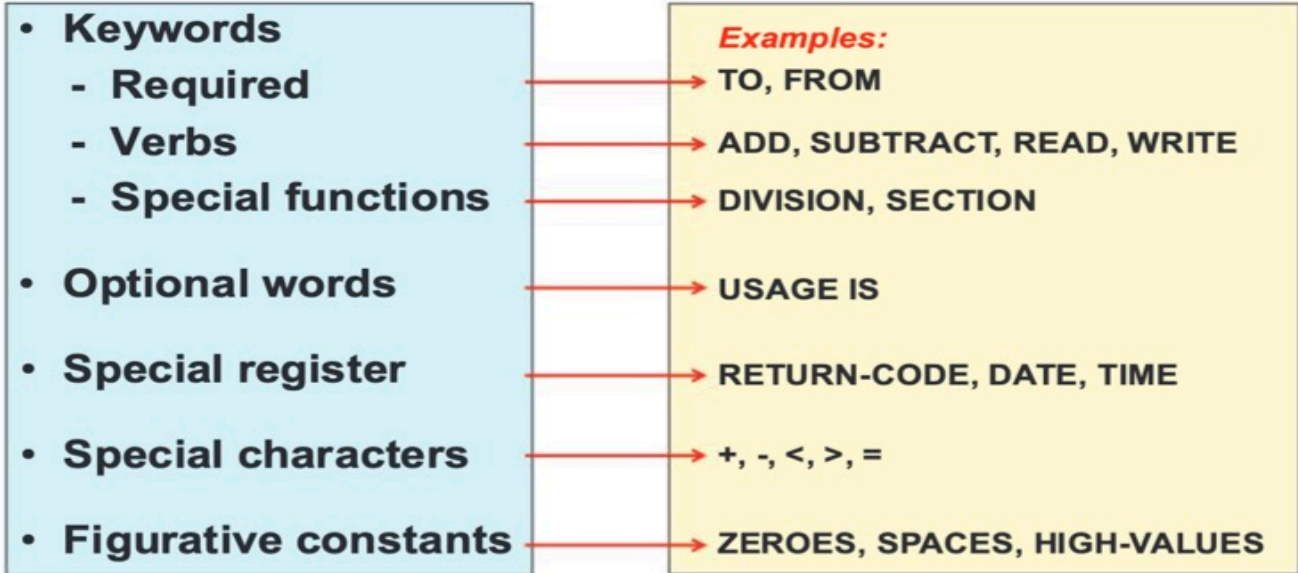 • Keywords
Examples:
- Required
TO, FROM
- Verbs
ADD, SUBTRACT, READ, WRITE
- Special functions
DIVISION, SECTION
• Optional words
USAGE IS
• Special register
RETURN-CODE, DATE, TIME
• Special characters
+, -, <, >, =
• Figurative constants
ZEROES, SPACES, HIGH-VALUES